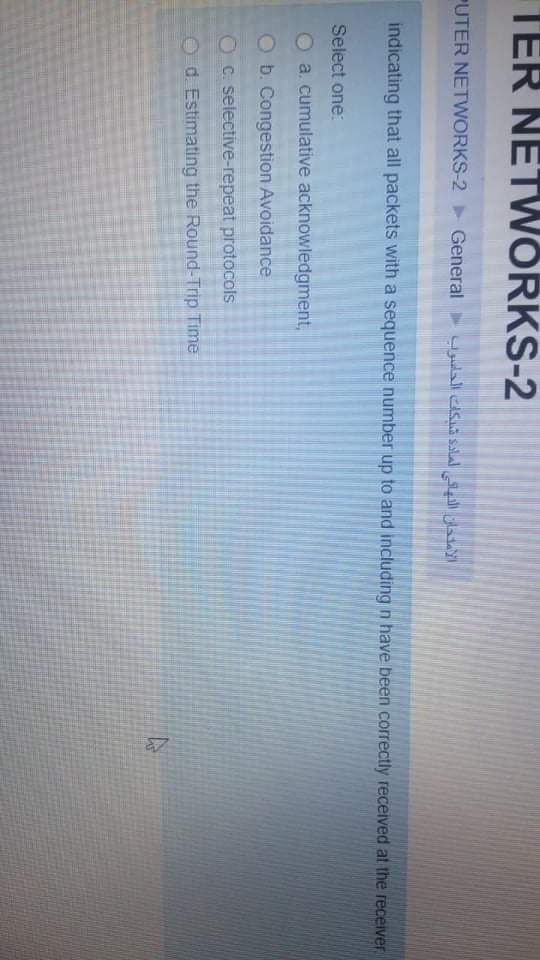 TER NETWORKS-2
PUTER NETWORKS-2 ► General ► الامتحان النهائي لمادة شبكات الحاسوب
indicating that all packets with a sequence number up to and including n have been correctly received at the receiver
Select one:
a. cumulative acknowledgment,
b. Congestion Avoidance
c. selective-repeat protocols
d. Estimating the Round-Trip Time